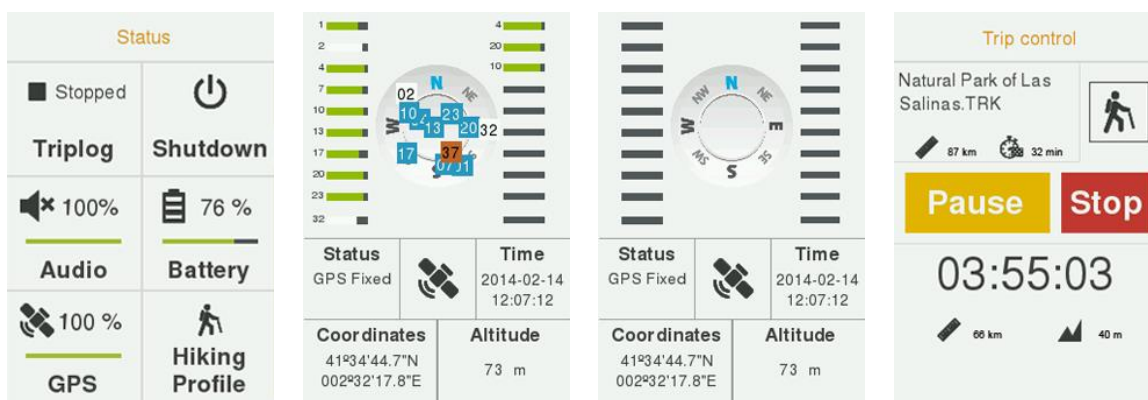 Status
Stopped
Triplog
Shutdown
100%
Audio
76 %
Battery
100 %
GPS
Hiking
Profile
1
2
4
7
10
13
17
20
23
32
4
20
10
N
NE
W
S
02
10
13
23
20
32
17
37
07
01
Status
GPS Fixed
Time
2014-02-14
12:07:12
Coordinates
41º34'44.7"N
002º32'17.8"E
Altitude
73 m
N
NE
E
SE
S
SW
W
NW
Status
GPS Fixed
Time
2014-02-14
12:07:12
Coordinates
41º34'44.7"N
002º32'17.8"E
Altitude
73 m
Trip control
Natural Park of Las
Salinas.TRK
87 km
32 min
Pause
Stop
03:55:03
66 km
40 m